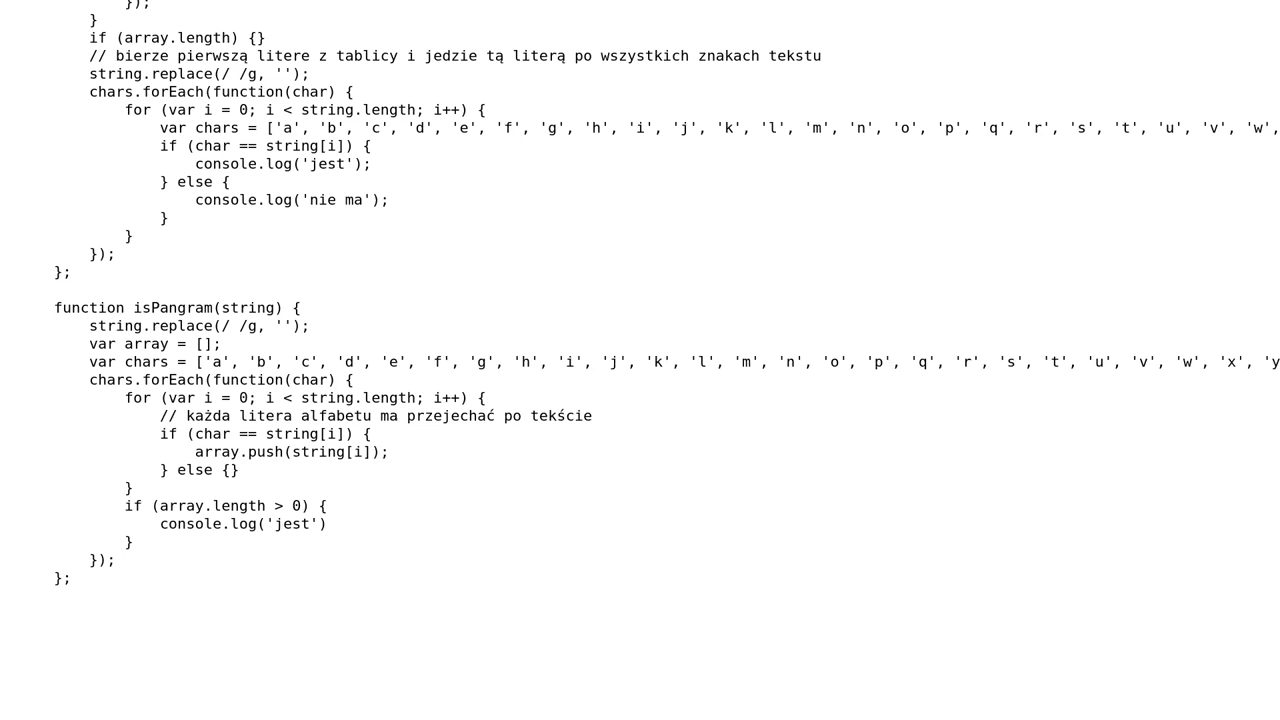 });
}
if (array.length) {}
// bierze pierwszą litere z tablicy i jedzie tą literą po wszystkich znakach tekstu
string.replace(/ /g, '');
chars.forEach(function(char) {
for (var i = 0; i < string.length; i++) {
var chars = ['a', 'b', 'c', 'd', 'e', 'f', 'g', 'h', 'i', 'j', 'k', 'l', 'm', 'n', 'o', 'p', 'q', 'r', 's', 't', 'u', 'v', 'w',
if (char == string[i]) {
console.log('jest');
} else {
console.log('nie ma');
}
}
});
};
function isPangram(string) {
string.replace(/ /g, '');
var array = [];
var chars = ['a', 'b', 'c', 'd', 'e', 'f', 'g', 'h', 'i', 'j', 'k', 'l', 'm', 'n', 'o', 'p', 'q', 'r', 's', 't', 'u', 'v', 'w', 'x', 'y
chars.forEach(function(char) {
for (var i = 0; i < string.length; i++) {
// każda litera alfabetu ma przejechać po tekście
if (char == string[i]) {
array.push(string[i]);
} else {}
}
if (array.length > 0) {
console.log('jest')
}
});
};